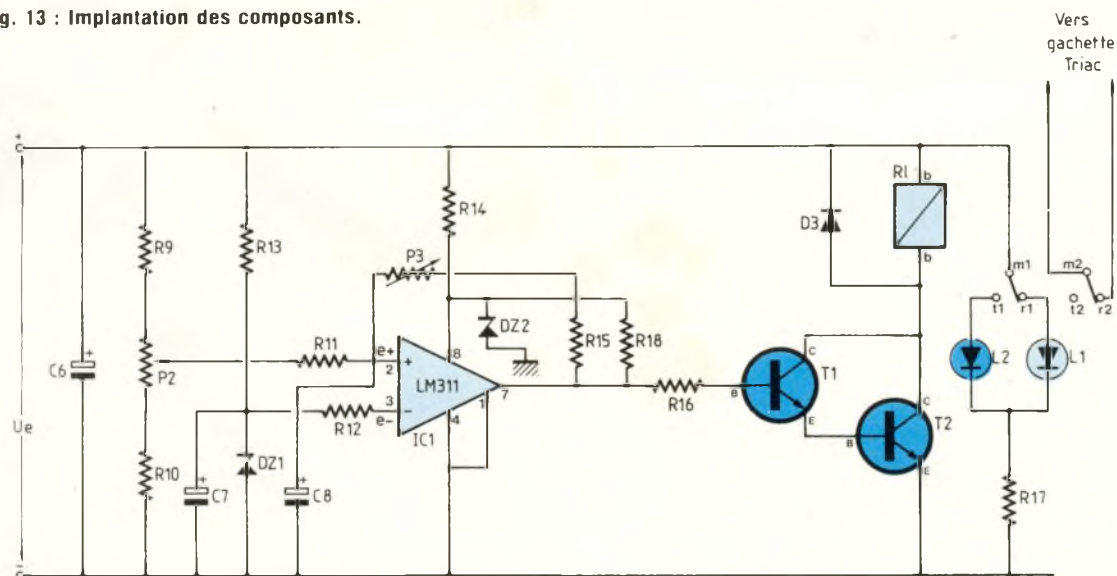 g. 13 : Implantation des composants.
Vers
gachette
Triac
+
Rl
b
R14
R9
R13
P3
D3
b
m1
m2
t1
r1
t2
r2
DZ2
R11
e+
8
R15
R18
+
2
C6
+
P2
LM311
T1
C
L2
L1
7
3
−
1
R16
B
R12
e−
4
IC1
E
C
T2
Ue
B
R10
DZ1
+
C7
+
C8
E
R17